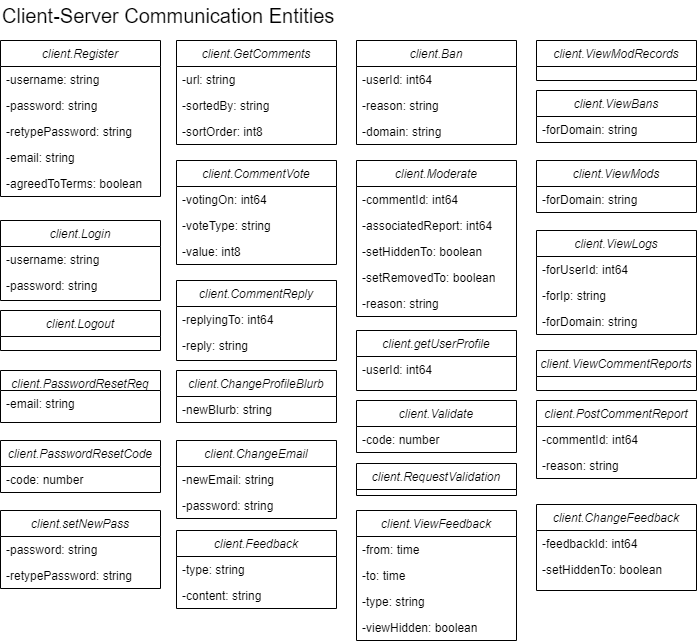 Client-Server Communication Entities
client.Register
-username: string
-password: string
-retypePassword: string
-email: string
-agreedToTerms: boolean
client.Login
-username: string
-password: string
client.Logout
client.PasswordResetReq
-email: string
client.PasswordResetCode
-code: number
client.setNewPass
-password: string
-retypePassword: string
client.GetComments
-url: string
-sortedBy: string
-sortOrder: int8
client.CommentVote
-votingOn: int64
-voteType: string
-value: int8
client.CommentReply
-replyingTo: int64
-reply: string
client.ChangeProfileBlurb
-newBlurb: string
client.ChangeEmail
-newEmail: string
-password: string
client.Feedback
-type: string
-content: string
client.Ban
-userId: int64
-reason: string
-domain: string
client.Moderate
-commentId: int64
-associatedReport: int64
-setHiddenTo: boolean
-setRemovedTo: boolean
-reason: string
client.getUserProfile
-userId: int64
client.Validate
-code: number
client.RequestValidation
client.ViewFeedback
-from: time
-to: time
-type: string
-viewHidden: boolean
client.ViewModRecords
client.ViewBans
-forDomain: string
client.ViewMods
-forDomain: string
client.ViewLogs
-forUserId: int64
-forIp: string
-forDomain: string
client.ViewCommentReports
client.PostCommentReport
-commentId: int64
-reason: string
client.ChangeFeedback
-feedbackId: int64
-setHiddenTo: boolean